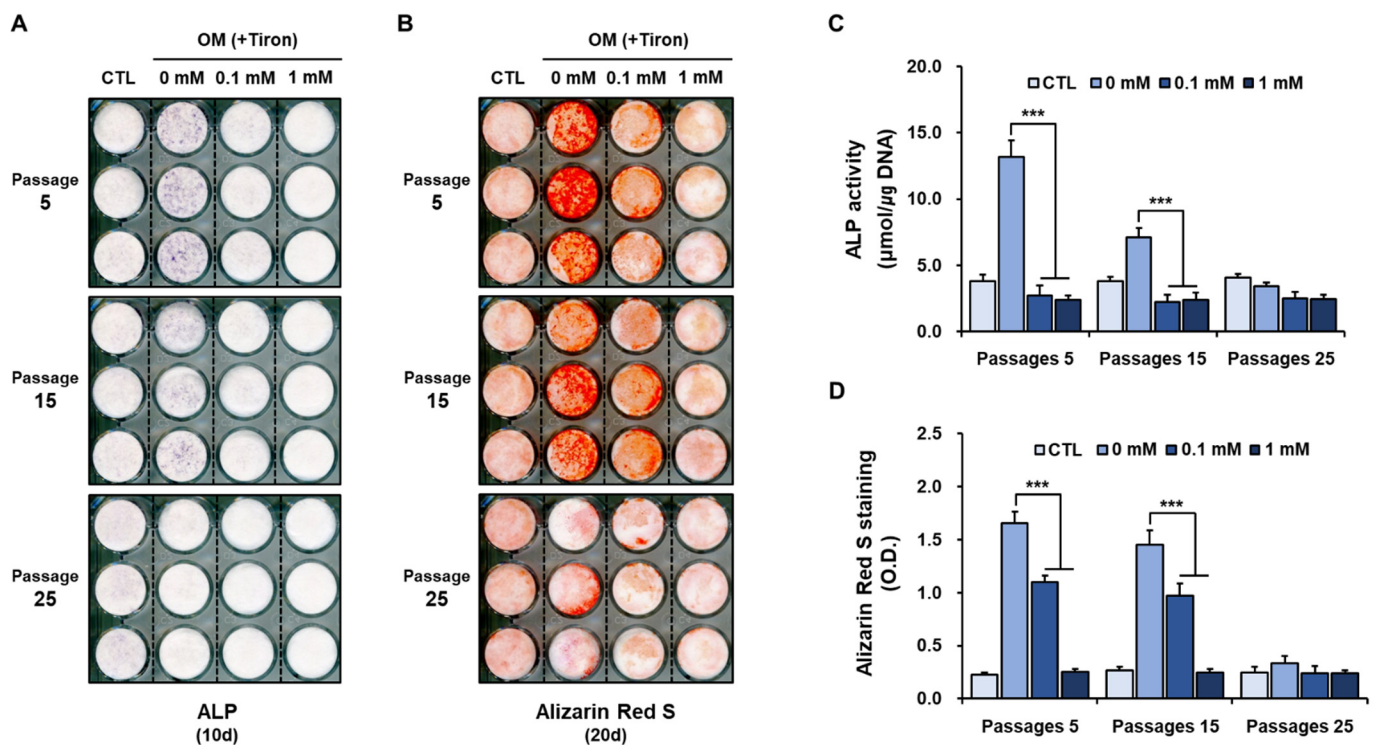 A
OM (+Tiron)
CTL 0 mM 0.1 mM 1 mM
Passage
5
Passage
15
Passage
25
ALP
(10d)
B
OM (+Tiron)
CTL 0 mM 0.1 mM 1 mM
Passage
5
Passage
15
Passage
25
Alizarin Red S
(20d)
C
ALP activity
(μmol/μg DNA)
20.0
15.0
10.0
5.0
0.0
CTL 0 mM 0.1 mM 1 mM
***
***
Passages 5 Passages 15 Passages 25
D
Alizarin Red S staining
(O.D.)
2.5
2.0
1.5
1.0
0.5
0.0
CTL 0 mM 0.1 mM 1 mM
***
***
Passages 5 Passages 15 Passages 25